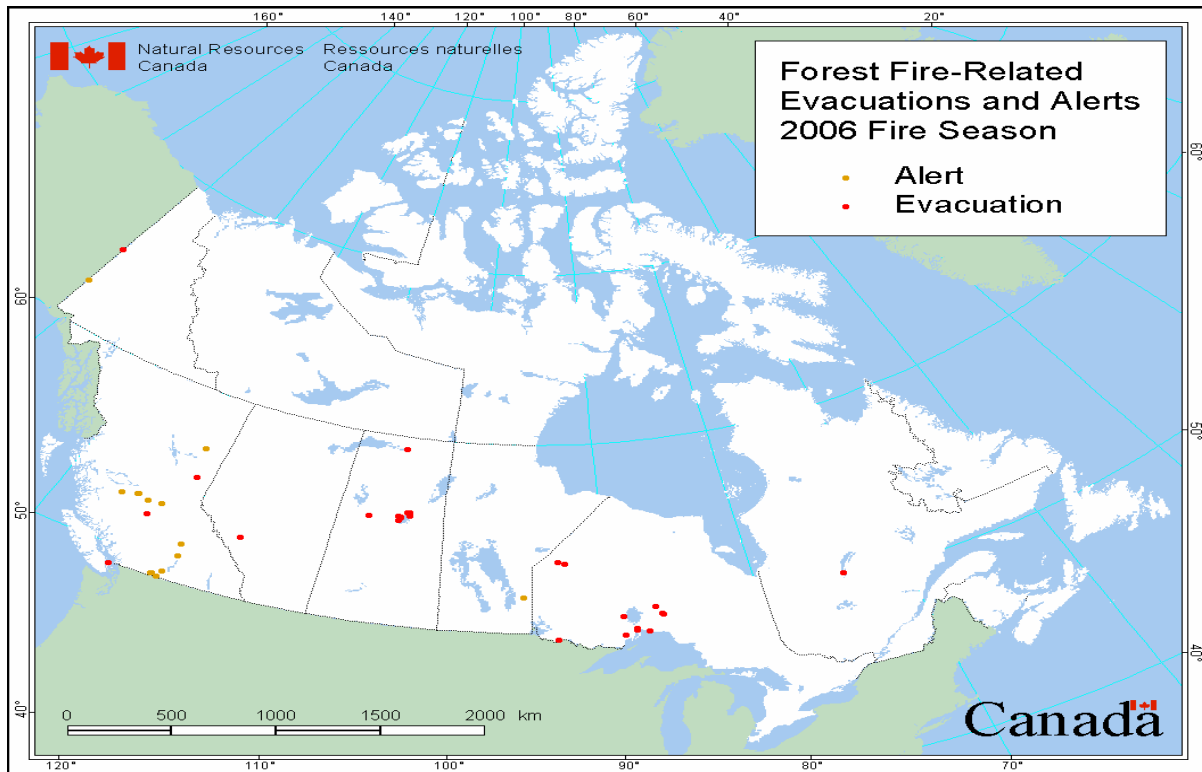 160° 140° 120° 100° 80° 60° 40° 20°
Natural Resources Ressources naturelles
Canada Canada
Forest Fire-Related
Evacuations and Alerts
2006 Fire Season
Alert
Evacuation
60°
60°
50°
50°
40°
40°
0 500 1000 1500 2000 km
Canada
120° 110° 100° 90° 80° 70°